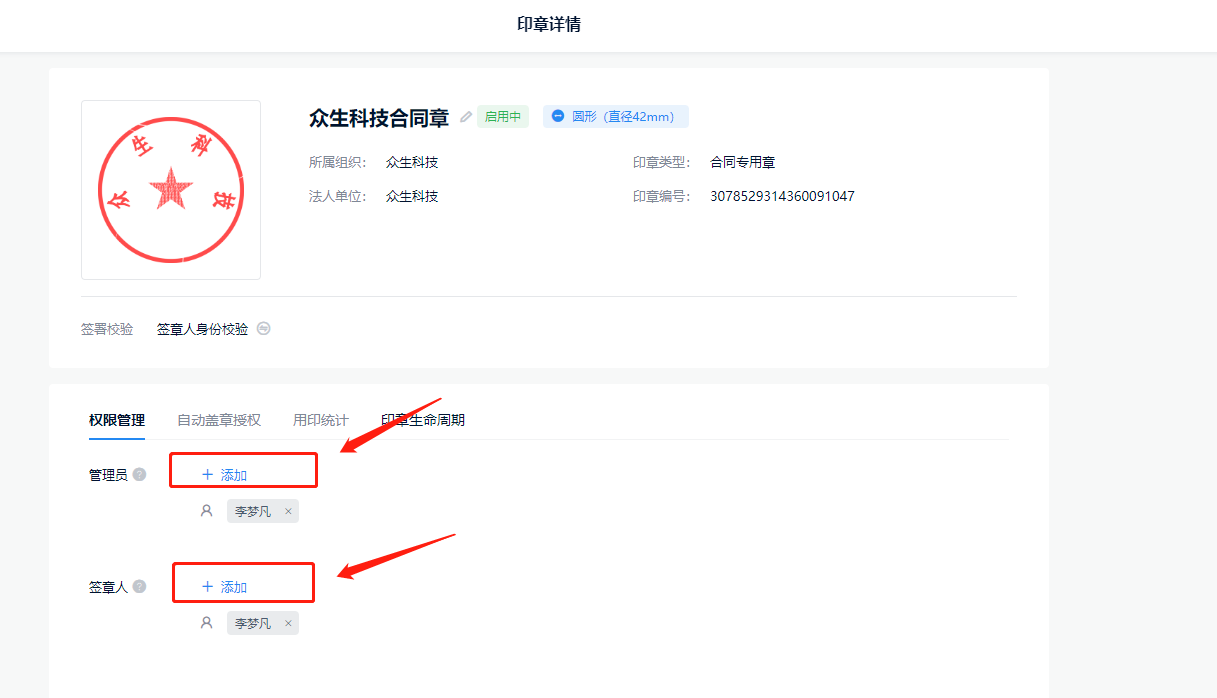 印章详情
众生科技
众生科技合同章 启用中 圆形（直径42mm）
所属组织： 众生科技 印章类型： 合同专用章
法人单位： 众生科技 印章编号： 3078529314360091047
签署校验 签章人身份校验
权限管理 自动盖章授权 用印统计 印章生命周期
管理员 ? + 添加
李梦凡 ×
签章人 ? + 添加
李梦凡 ×